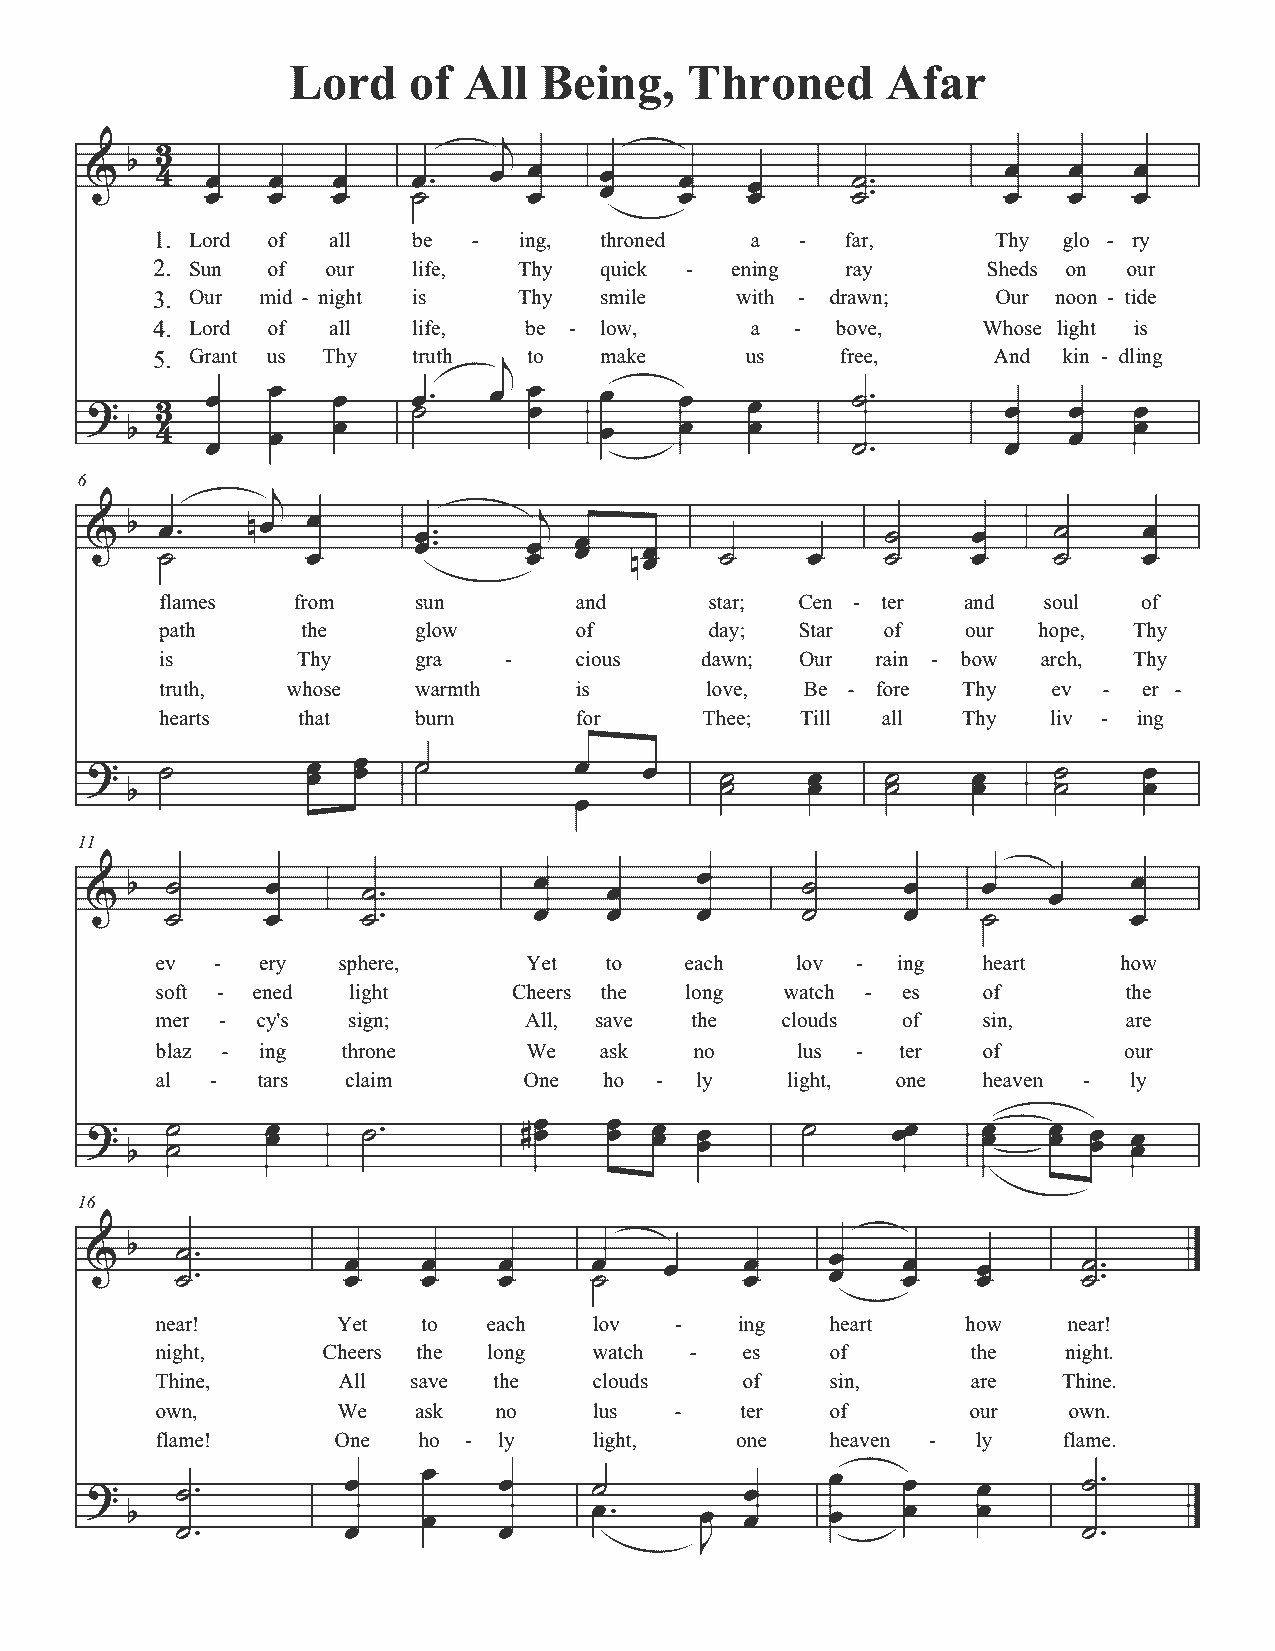 Lord of All Being, Throned Afar
1. Lord of all be - ing, throned a - far, Thy glo - ry
2. Sun of our life, Thy quick - ening ray Sheds on our
3. Our mid - night is Thy smile with - drawn; Our noon - tide
4. Lord of all life, be - low, a - bove, Whose light is
5. Grant us Thy truth to make us free, And kin - dling
6
flames from sun and star; Cen - ter and soul of
path the glow of day; Star of our hope, Thy
is Thy gra - cious dawn; Our rain - bow arch, Thy
truth, whose warmth is love, Be - fore Thy ev - er -
hearts that burn for Thee; Till all Thy liv - ing
11
ev - ery sphere, Yet to each lov - ing heart how
soft - ened light Cheers the long watch - es of the
mer - cy's sign; All, save the clouds of sin, are
blaz - ing throne We ask no lus - ter of our
al - tars claim One ho - ly light, one heaven - ly
16
near! Yet to each lov - ing heart how near!
night, Cheers the long watch - es of the night.
Thine, All save the clouds of sin, are Thine.
own, We ask no lus - ter of our own.
flame! One ho - ly light, one heaven - ly flame.